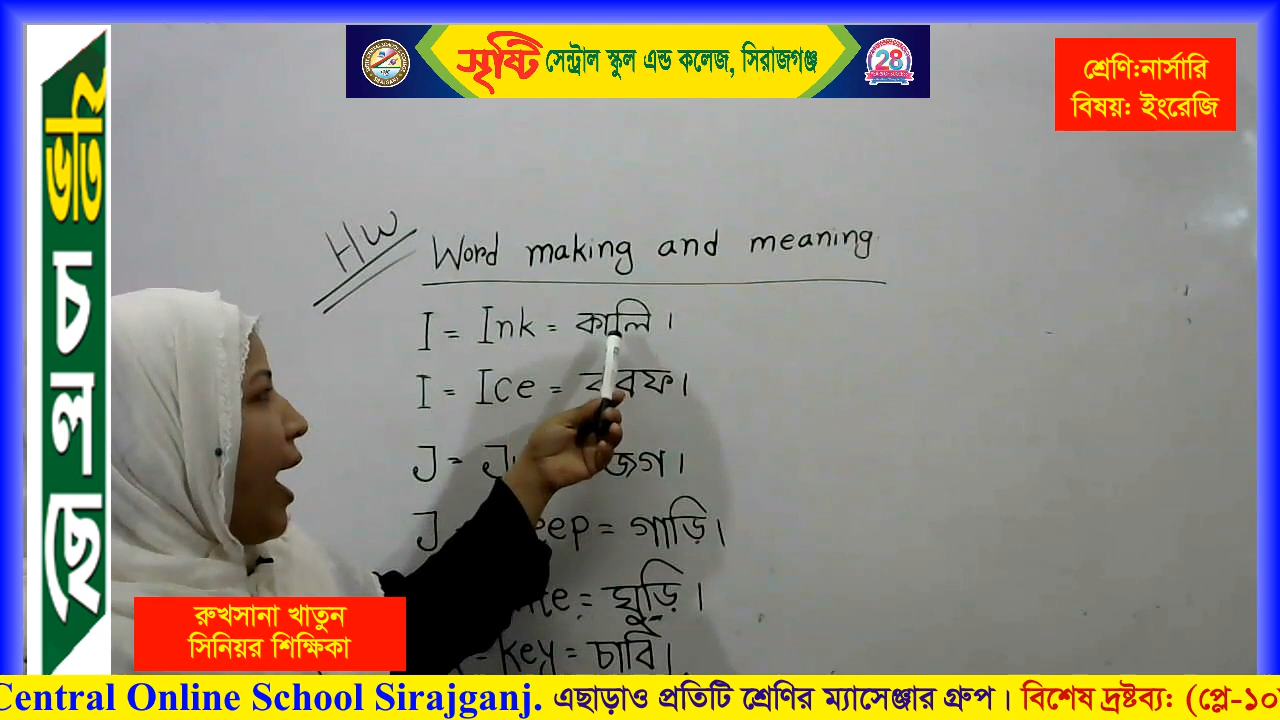 সৃষ্টি সেন্ট্রাল স্কুল এন্ড কলেজ, সিরাজগঞ্জ
28
শ্রেণি:নার্সারি
বিষয়: ইংরেজি
ভর্তি চলছে
HW
Word making and meaning
I = Ink = কালি।
I = Ice = বরফ।
J = জগ।
J = eep = গাড়ি।
= ঘুড়ি।
= key = চাবি।
রুখসানা খাতুন
সিনিয়র শিক্ষিকা
Central Online School Sirajganj. এছাড়াও প্রতিটি শ্রেণির ম্যাসেঞ্জার গ্রুপ। বিশেষ দ্রষ্টব্য: (প্লে-১০